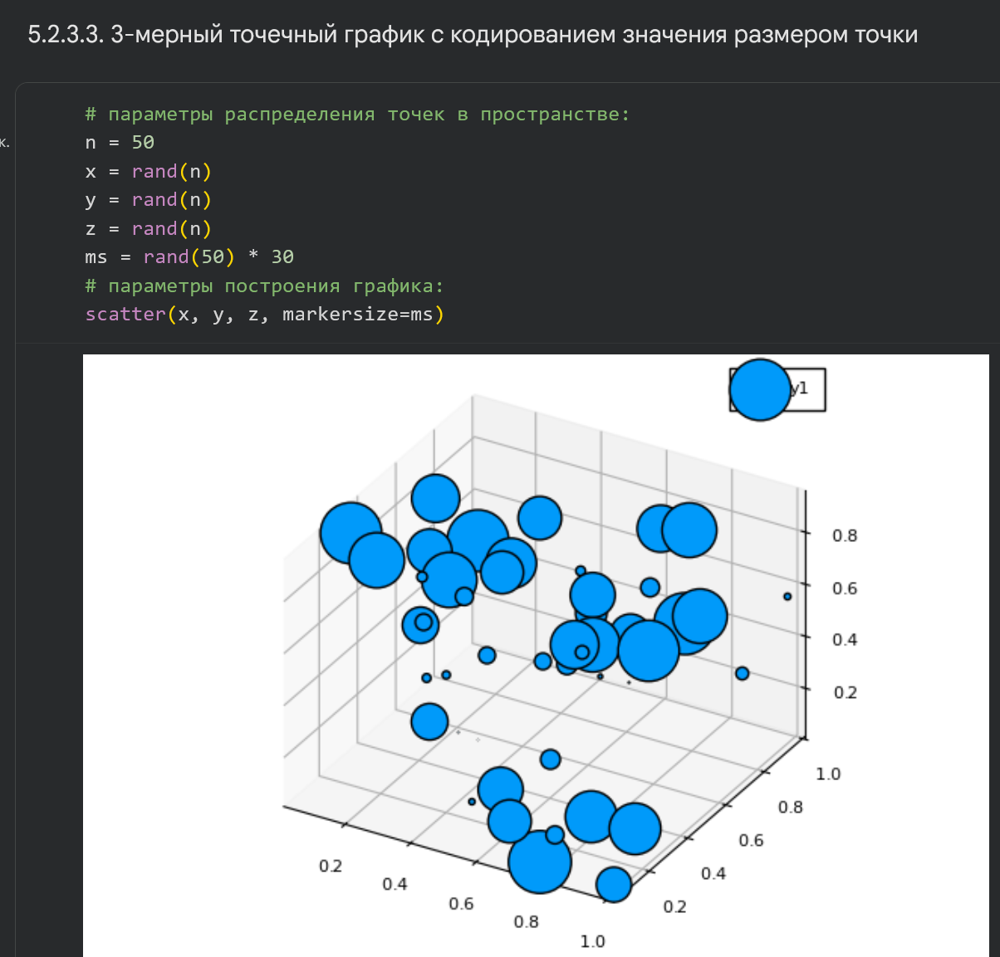 5.2.3.3. 3-мерный точечный график с кодированием значения размером точки
к.
# параметры распределения точек в пространстве:
n = 50
x = rand(n)
y = rand(n)
z = rand(n)
ms = rand(50) * 30
# параметры построения графика:
scatter(x, y, z, markersize=ms)
y1
0.8
0.6
0.4
0.2
1.0
0.8
0.6
0.4
0.2
0.2
0.4
0.6
0.8
1.0